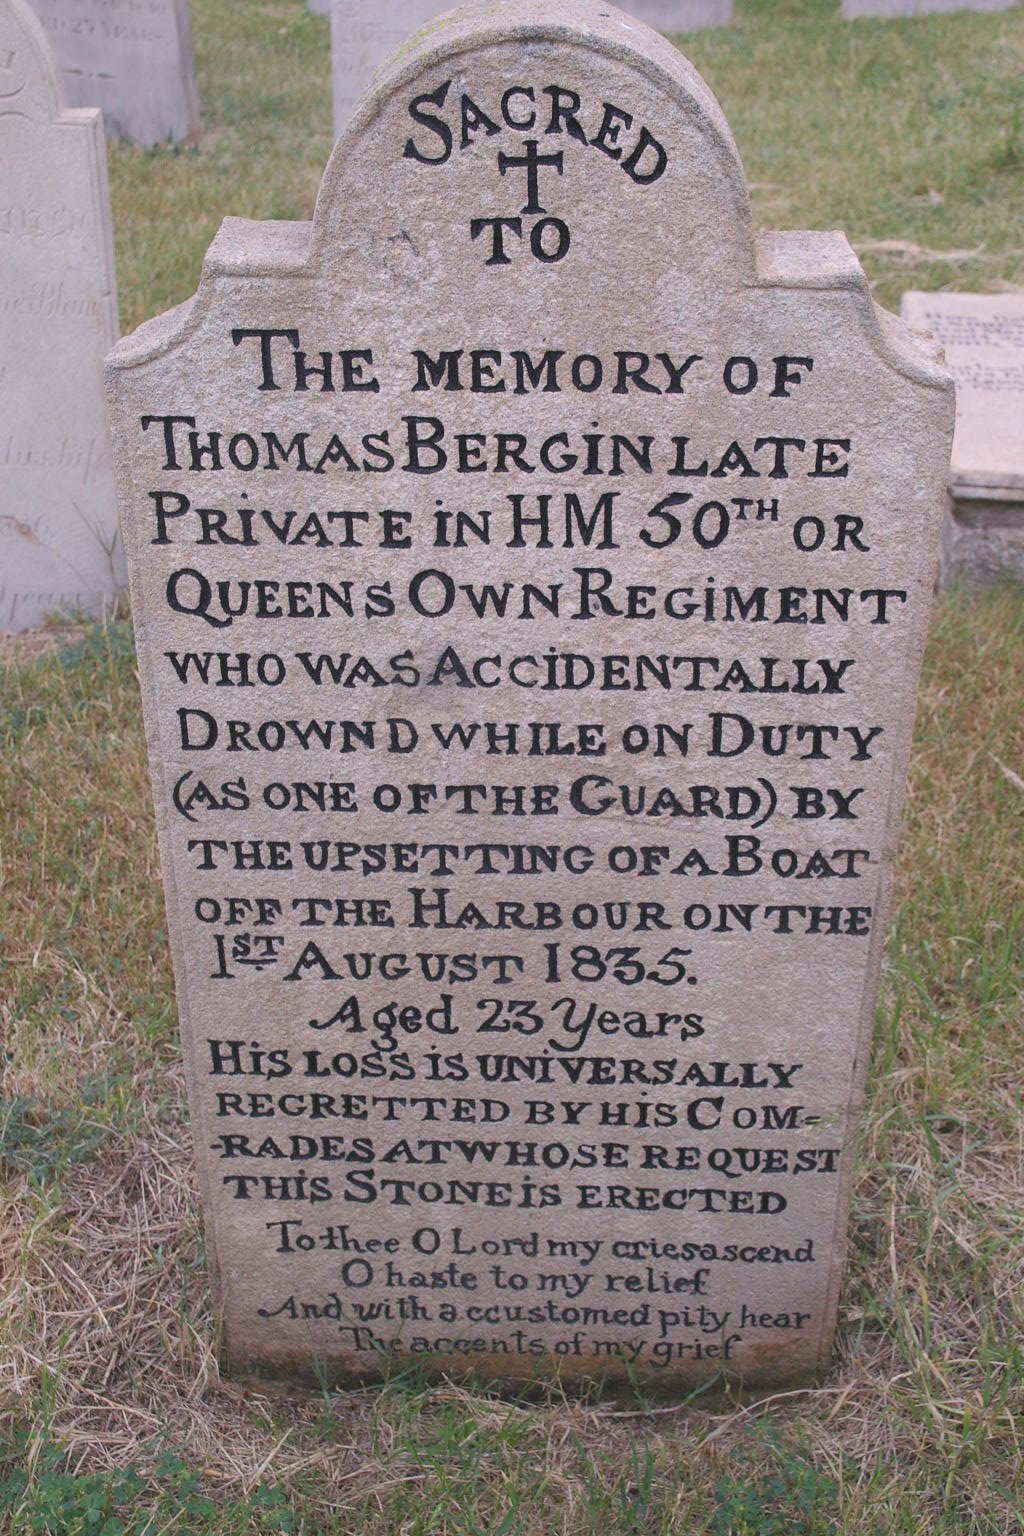 SACRED
TO
THE MEMORY OF
THOMAS BERGIN LATE
PRIVATE IN HM 50TH OR
QUEENS OWN REGIMENT
WHO WAS ACCIDENTALLY
DROWND WHILE ON DUTY
(AS ONE OF THE GUARD) BY
THE UPSETTING OF A BOAT
OFF THE HARBOUR ON THE
1ST AUGUST 1835.
Aged 23 Years
HIS LOSS IS UNIVERSALLY
REGRETTED BY HIS COM=
-RADES AT WHOSE REQUEST
THIS STONE IS ERECTED
To thee O Lord my cries ascend
O haste to my relief
And with accustomed pity hear
The accents of my grief